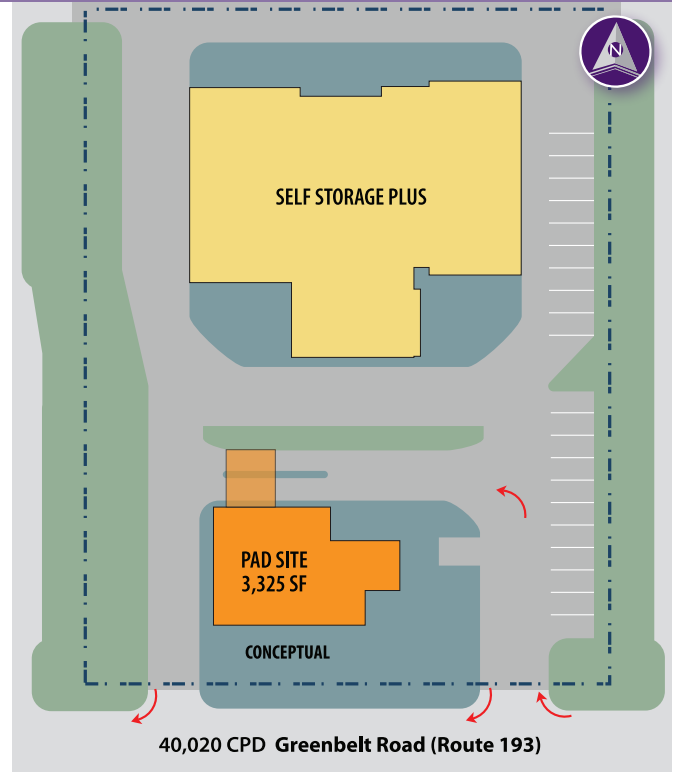 N
SELF STORAGE PLUS
PAD SITE
3,325 SF
CONCEPTUAL
40,020 CPD Greenbelt Road (Route 193)